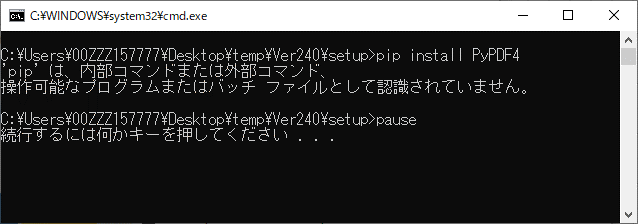 C:¥WINDOWS¥system32¥cmd.exe
C:¥Users¥00ZZZ157777¥Desktop¥temp¥Ver240¥setup>pip install PyPDF4
'pip' は、内部コマンドまたは外部コマンド、
操作可能なプログラムまたはバッチ ファイルとして認識されていません。
C:¥Users¥00ZZZ157777¥Desktop¥temp¥Ver240¥setup>pause
続行するには何かキーを押してください . . .